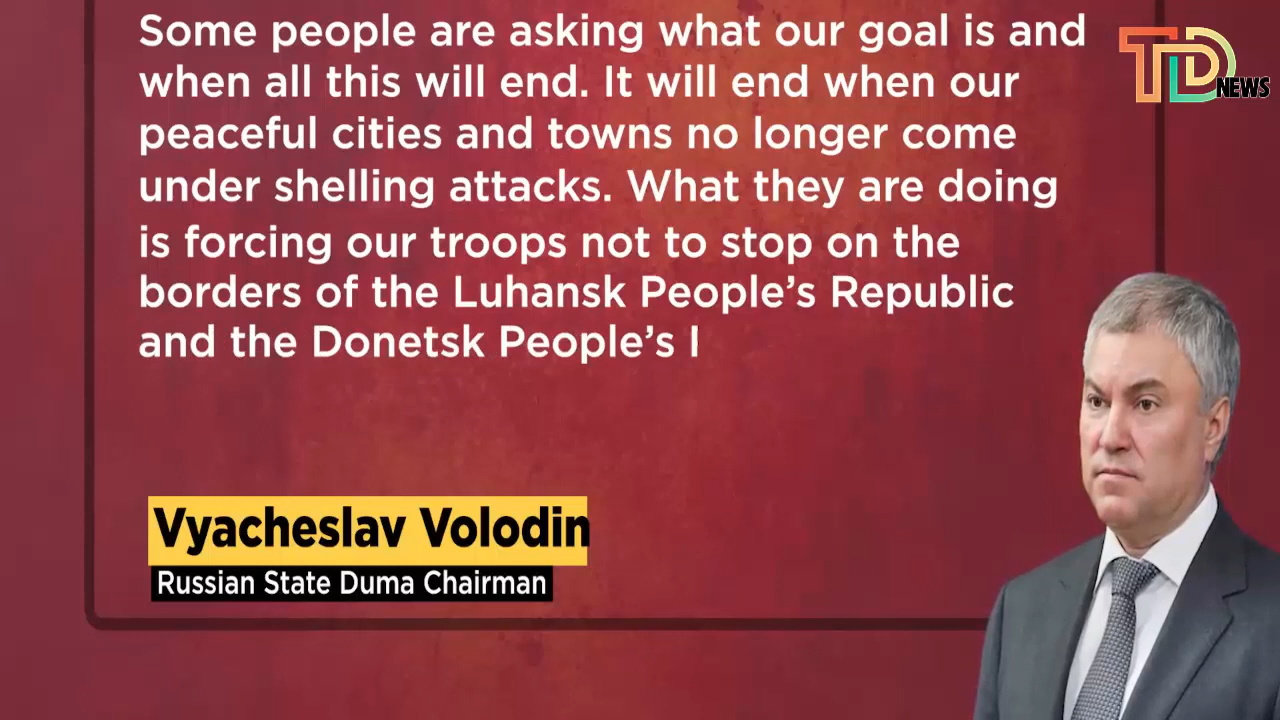 Some people are asking what our goal is and
when all this will end. It will end when our
peaceful cities and towns no longer come
under shelling attacks. What they are doing
is forcing our troops not to stop on the
borders of the Luhansk People’s Republic
and the Donetsk People’s
Vyacheslav Volodin
Russian State Duma Chairman
TD NEWS